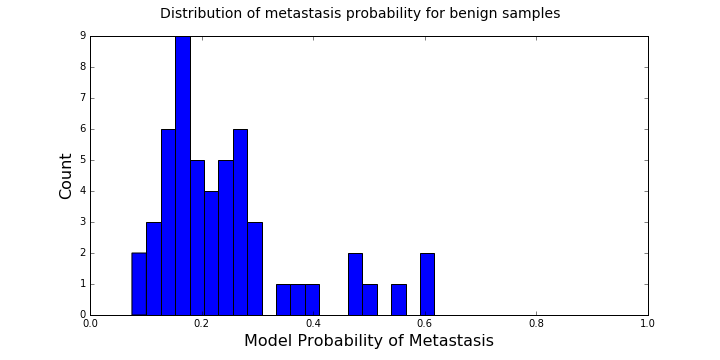 Distribution of metastasis probability for benign samples
9
8
7
6
5
4
3
2
1
0
Count
0.0 0.2 0.4 0.6 0.8 1.0
Model Probability of Metastasis